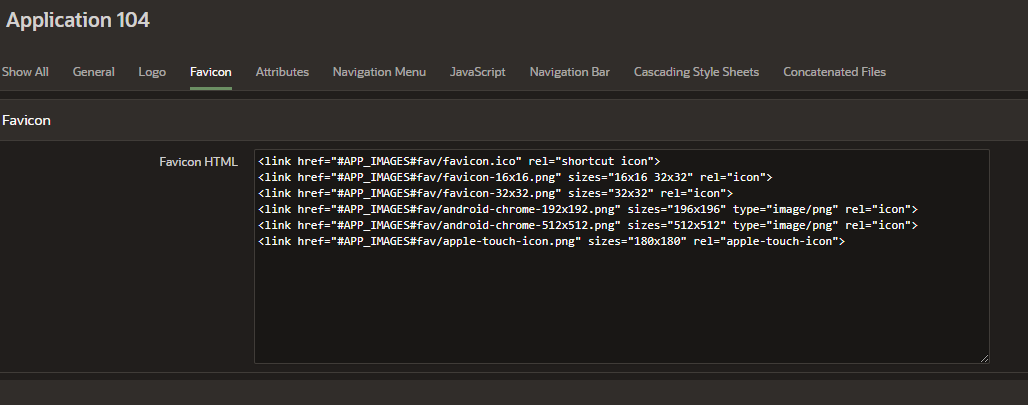 Application 104
Show All General Logo Favicon Attributes Navigation Menu JavaScript Navigation Bar Cascading Style Sheets Concatenated Files
Favicon
Favicon HTML
<link href="#APP_IMAGES#fav/favicon.ico" rel="shortcut icon">
<link href="#APP_IMAGES#fav/favicon-16x16.png" sizes="16x16 32x32" rel="icon">
<link href="#APP_IMAGES#fav/favicon-32x32.png" sizes="32x32" rel="icon">
<link href="#APP_IMAGES#fav/android-chrome-192x192.png" sizes="196x196" type="image/png" rel="icon">
<link href="#APP_IMAGES#fav/android-chrome-512x512.png" sizes="512x512" type="image/png" rel="icon">
<link href="#APP_IMAGES#fav/apple-touch-icon.png" sizes="180x180" rel="apple-touch-icon">